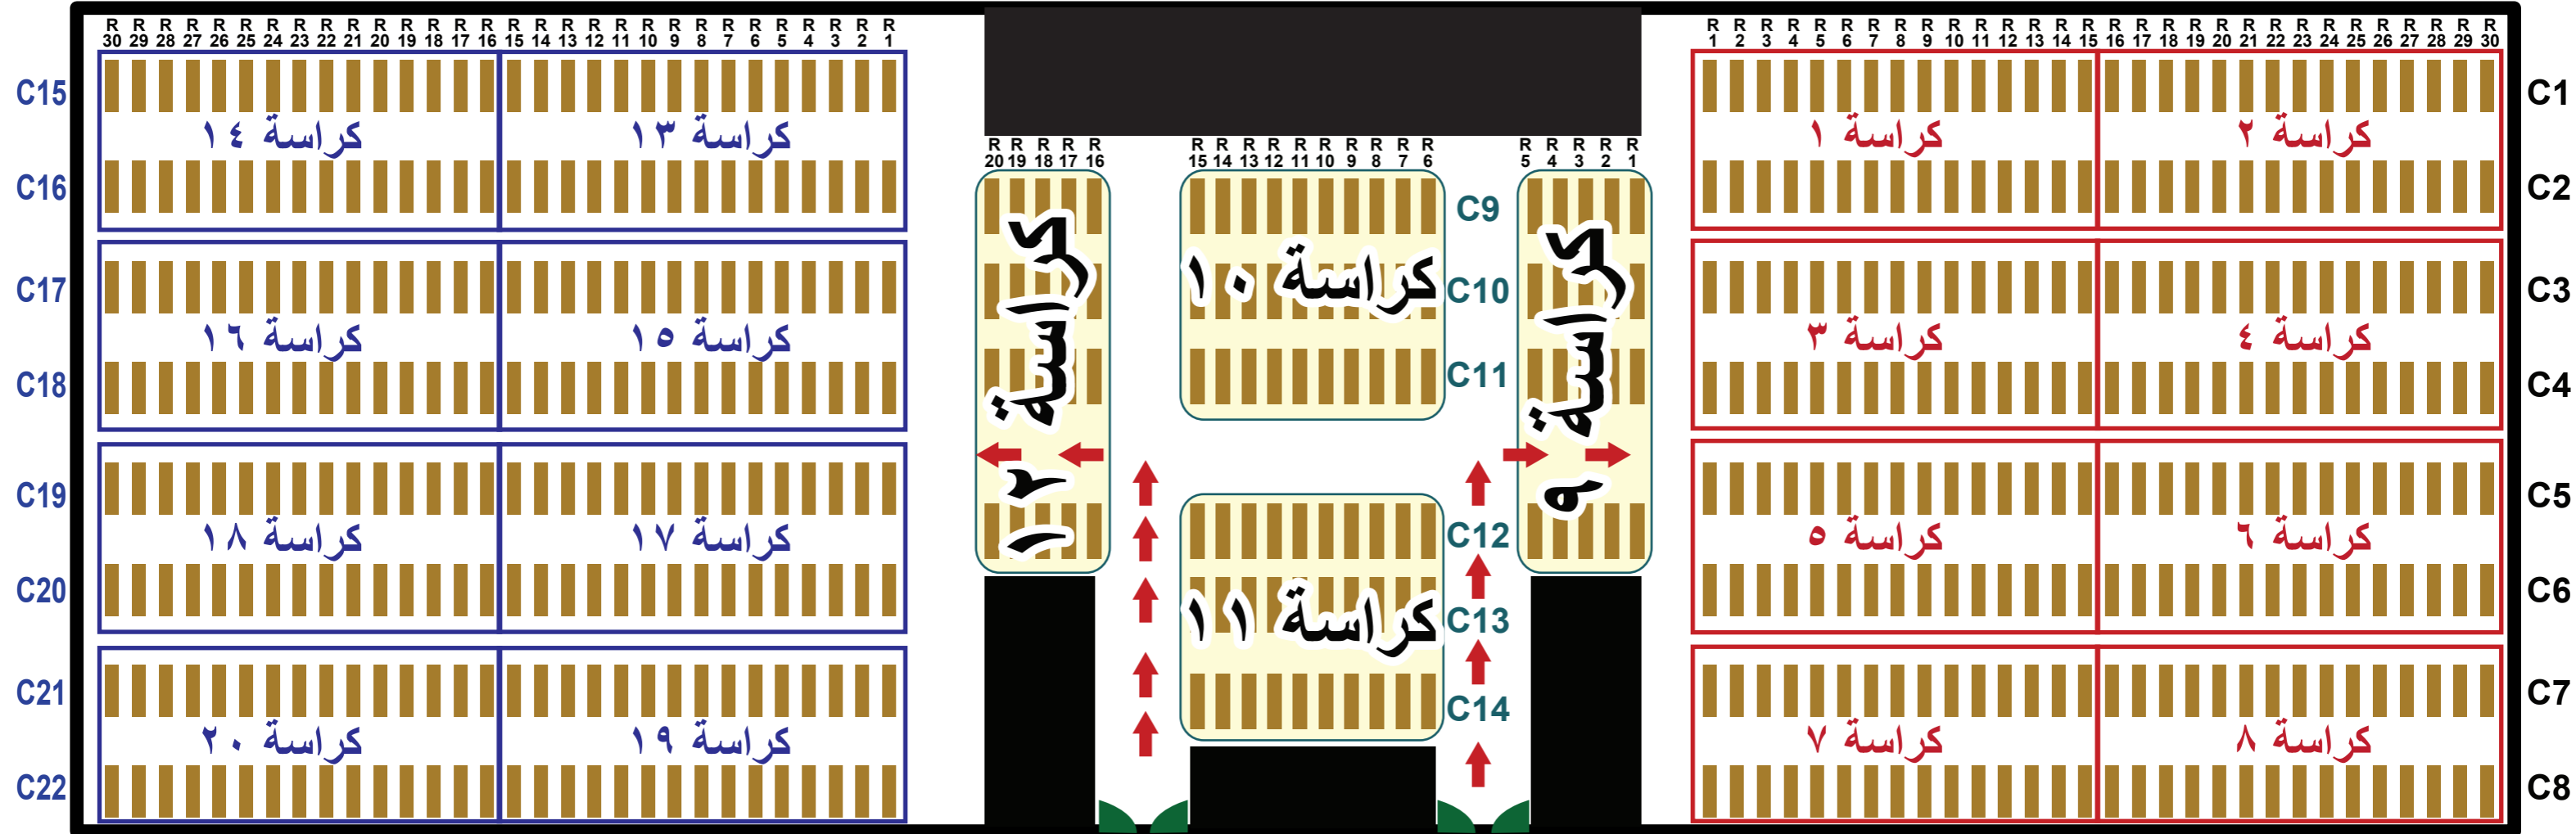 R R R R R R R R R R R R R R R R R R R R R R R R R R R R R R
30 29 28 27 26 25 24 23 22 21 20 19 18 17 16 15 14 13 12 11 10 9 8 7 6 5 4 3 2 1
R R R R R R R R R R R R R R R R R R R R R R R R R R R R R R
1 2 3 4 5 6 7 8 9 10 11 12 13 14 15 16 17 18 19 20 21 22 23 24 25 26 27 28 29 30
C15
كراسة ١٤
كراسة ١٣
C16
C17
كراسة ١٦
كراسة ١٥
C18
C19
كراسة ١٨
كراسة ١٧
C20
C21
كراسة ٢٠
كراسة ١٩
C22
R R R R R
20 19 18 17 16
R R R R R R R R R R
15 14 13 12 11 10 9 8 7 6
R R R R R
5 4 3 2 1
كراسة ١٢
كراسة ١٠
كراسة ٩
C9
C10
C11
كراسة ١١
C12
C13
C14
C1
كراسة ١
كراسة ٢
C2
C3
كراسة ٣
كراسة ٤
C4
C5
كراسة ٥
كراسة ٦
C6
C7
كراسة ٧
كراسة ٨
C8